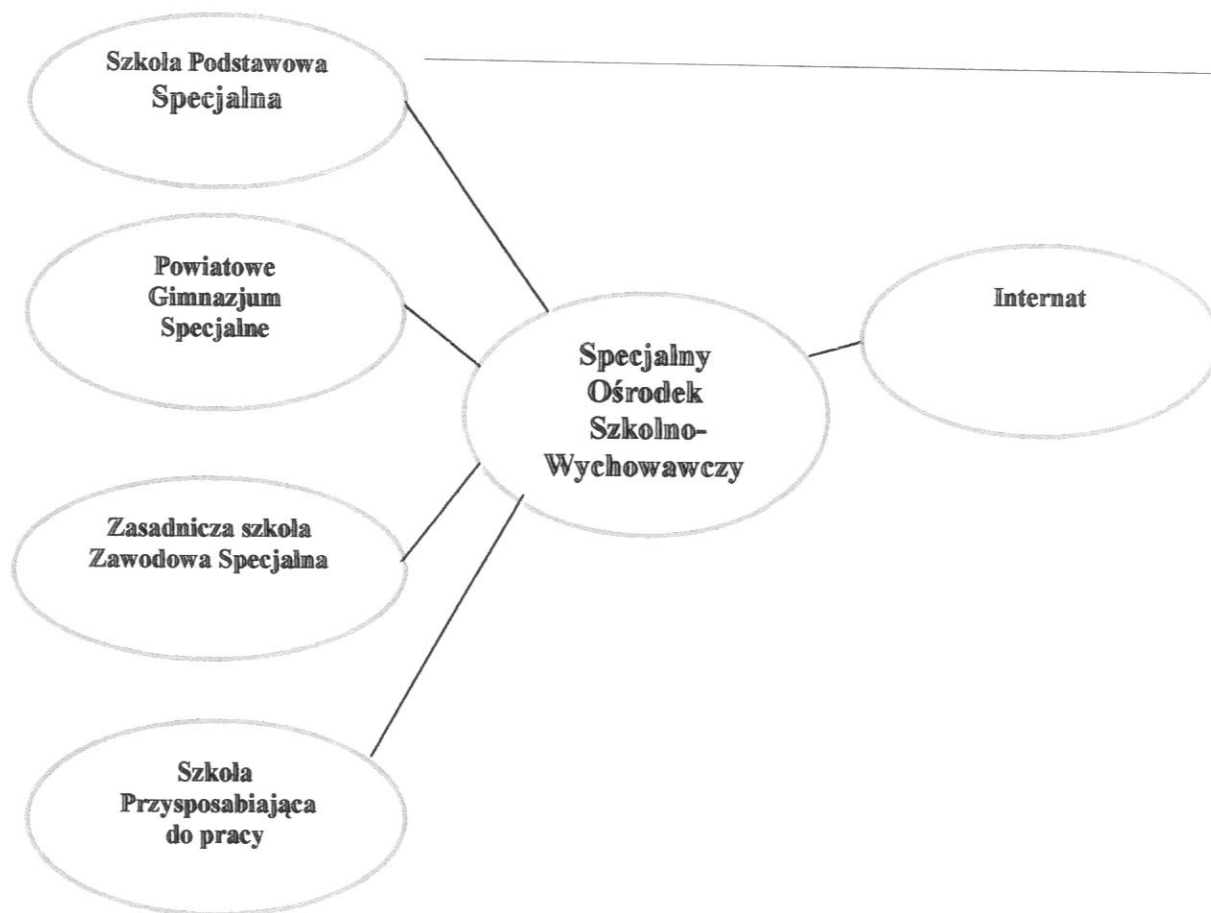 Szkoła Podstawowa
Specjalna
Powiatowe
Gimnazjum
Specjalne
Zasadnicza szkoła
Zawodowa Specjalna
Szkoła
Przysposabiająca
do pracy
Specjalny
Ośrodek
Szkolno-
Wychowawczy
Internat